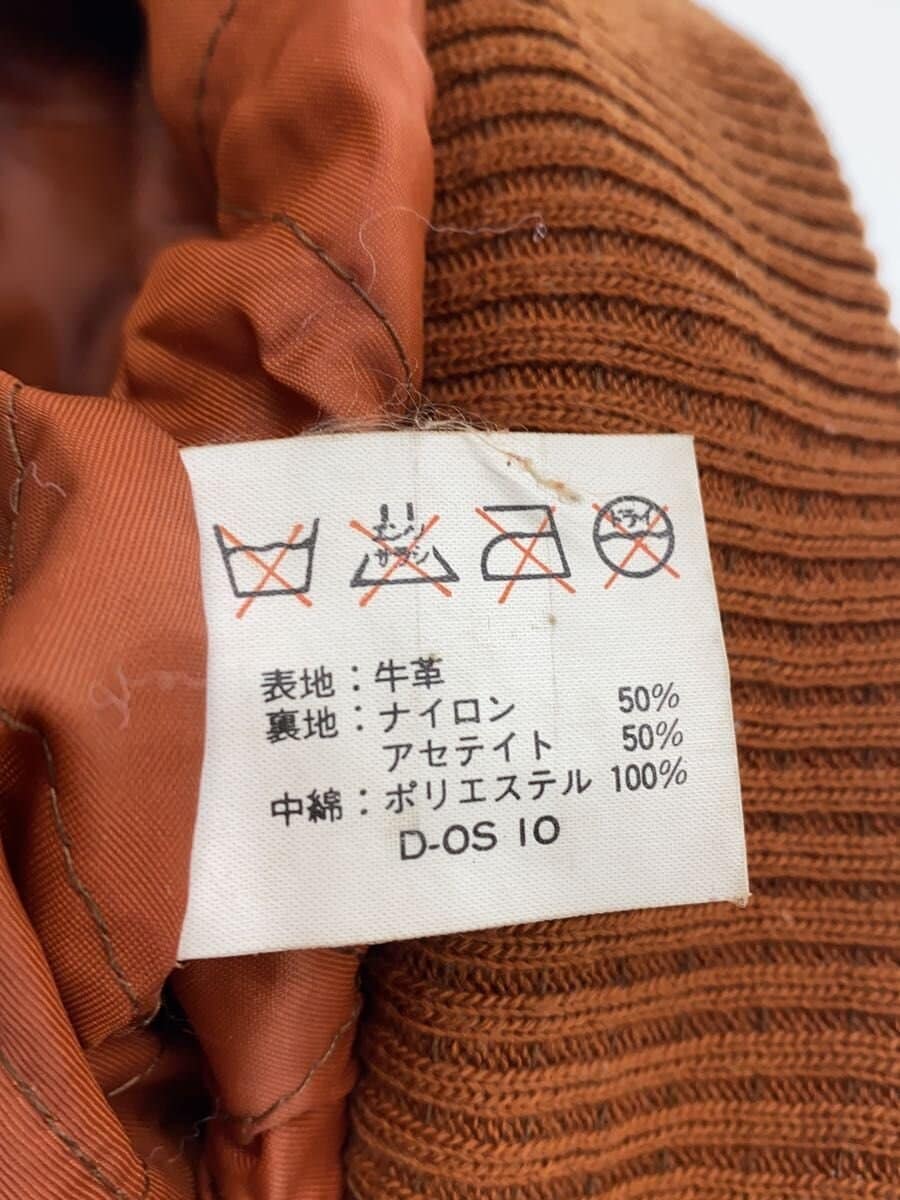 エンソ サラシ
ドライ
表地：牛革
裏地：ナイロン 50%
アセテイト 50%
中綿：ポリエステル 100%
D-OS 10